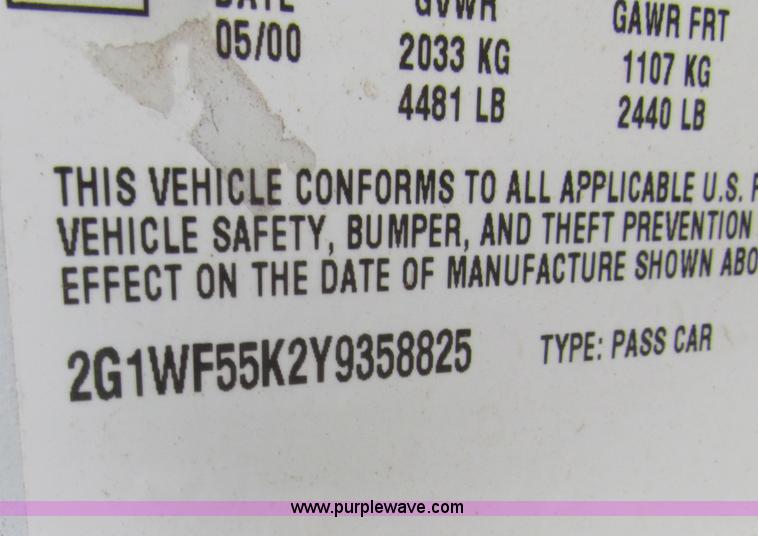 DATE GVWR GAWR FRT
05/00 2033 KG 1107 KG
4481 LB 2440 LB
THIS VEHICLE CONFORMS TO ALL APPLICABLE U.S. F
VEHICLE SAFETY, BUMPER, AND THEFT PREVENTION
EFFECT ON THE DATE OF MANUFACTURE SHOWN ABO
2G1WF55K2Y9358825 TYPE: PASS CAR
www.purplewave.com